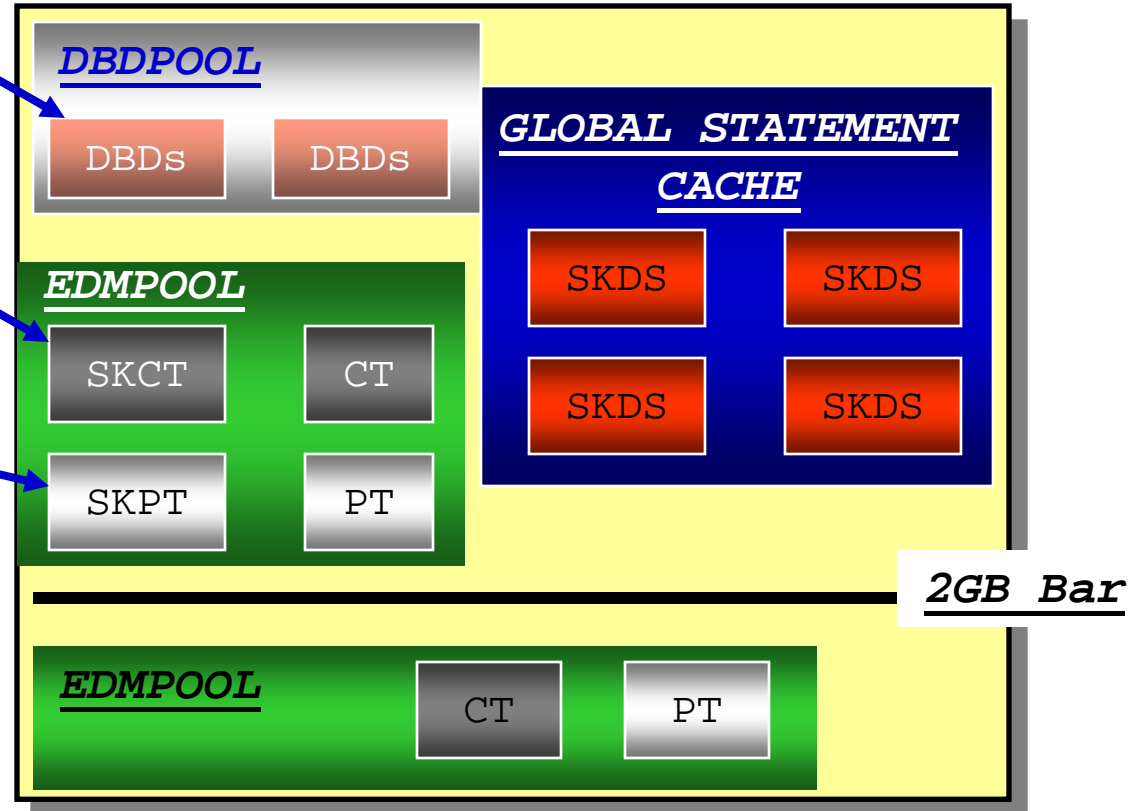 DBDPOOL
DBDs
DBDs
GLOBAL STATEMENT
CACHE
SKDS
SKDS
SKDS
SKDS
EDMPOOL
SKCT
CT
SKPT
PT
2GB Bar
EDMPOOL
CT
PT